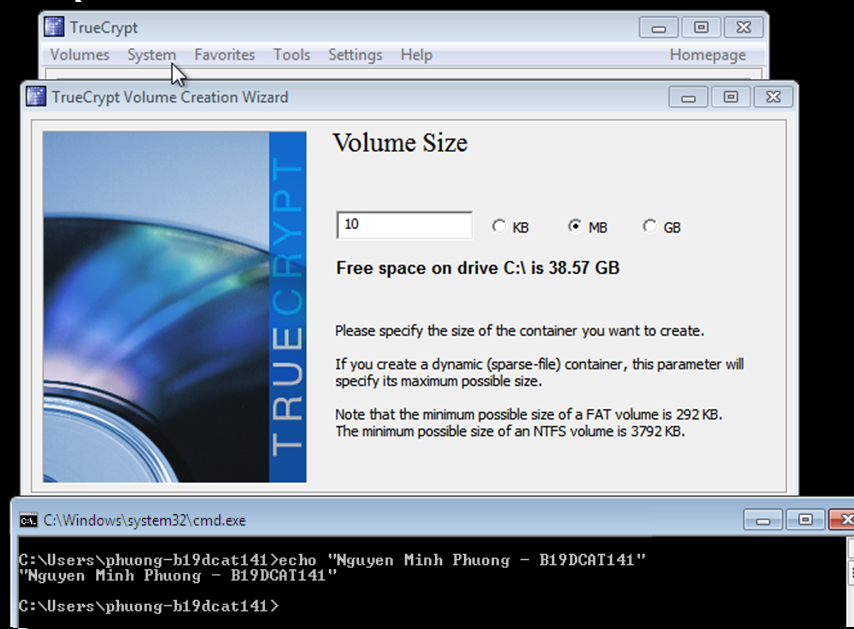 TrueCrypt
Volumes System Favorites Tools Settings Help Homepage
TrueCrypt Volume Creation Wizard
TRUECRYPT
Volume Size
10 KB MB GB
Free space on drive C:\ is 38.57 GB
Please specify the size of the container you want to create.
If you create a dynamic (sparse-file) container, this parameter will
specify its maximum possible size.
Note that the minimum possible size of a FAT volume is 292 KB.
The minimum possible size of an NTFS volume is 3792 KB.
C:\Windows\system32\cmd.exe
C:\Users\phuong-b19dcat141>echo "Nguyen Minh Phuong - B19DCAT141"
"Nguyen Minh Phuong - B19DCAT141"
C:\Users\phuong-b19dcat141>